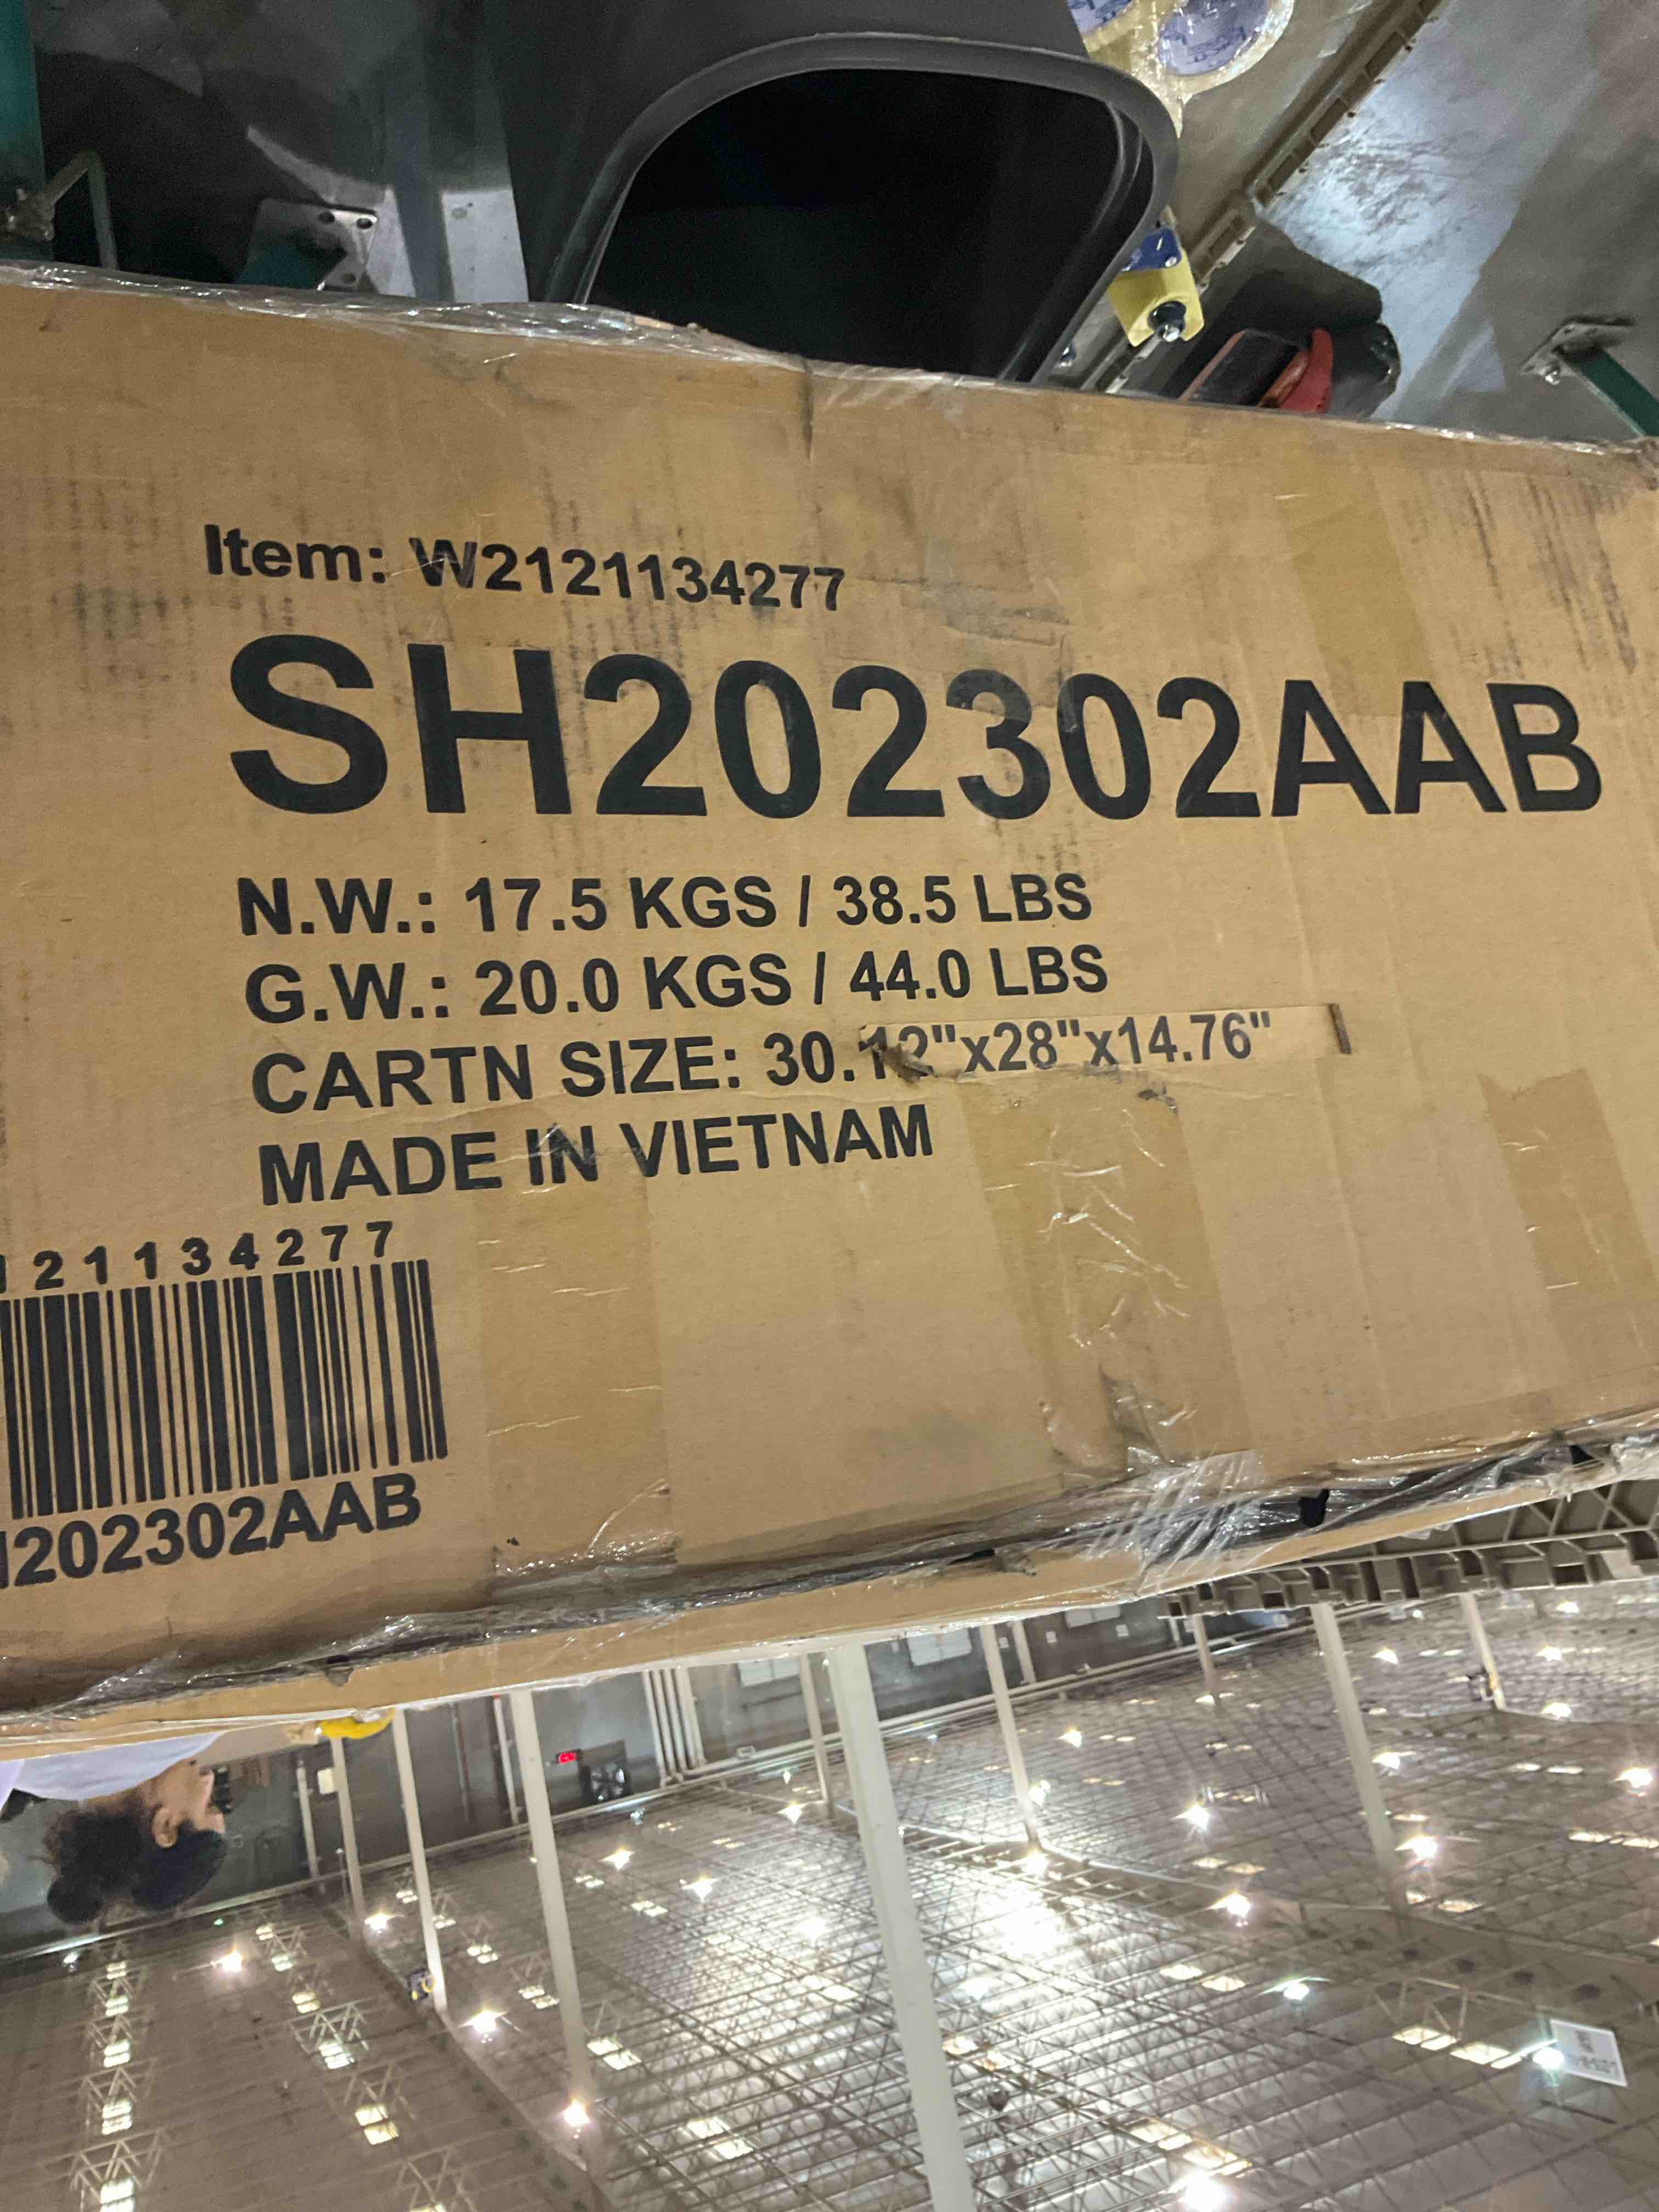 Item: W2121134277
SH202302AAB
N.W.: 17.5 KGS / 38.5 LBS
G.W.: 20.0 KGS / 44.0 LBS
CARTN SIZE: 30.12"x28"x14.76"
MADE IN VIETNAM
121134277
202302AAB